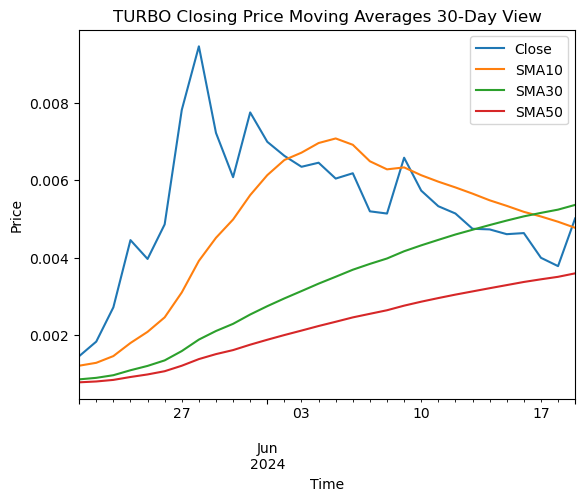 TURBO Closing Price Moving Averages 30-Day View
Close
SMA10
SMA30
SMA50
Price
0.008
0.006
0.004
0.002
27
03
10
17
Jun
2024
Time